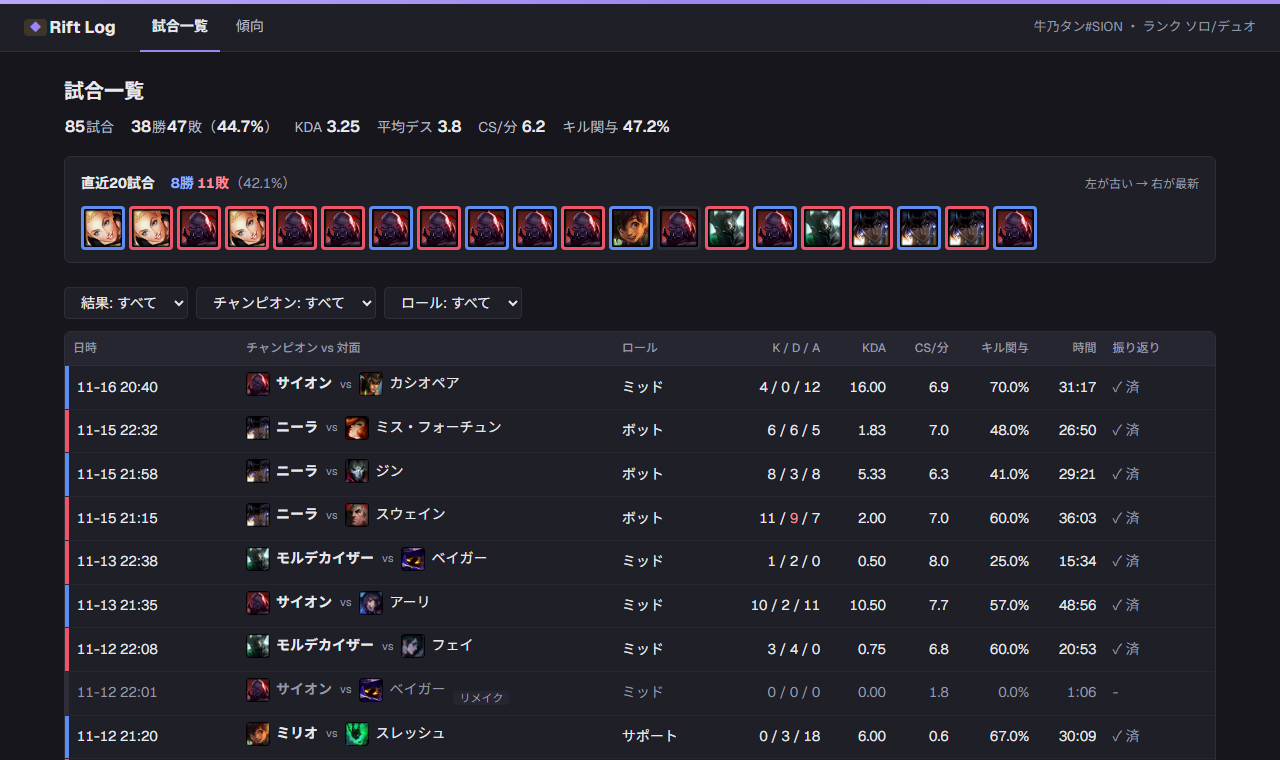 Rift Log 試合一覧 傾向 牛乃タン#SION ・ ランク ソロ/デュオ
試合一覧
85試合 38勝47敗（44.7%） KDA 3.25 平均デス 3.8 CS/分 6.2 キル関与 47.2%
直近20試合 8勝 11敗（42.1%） 左が古い → 右が最新
結果: すべて チャンピオン: すべて ロール: すべて
日時 チャンピオン vs 対面 ロール K / D / A KDA CS/分 キル関与 時間 振り返り
11-16 20:40 サイオン vs カシオペア ミッド 4 / 0 / 12 16.00 6.9 70.0% 31:17 ✓ 済
11-15 22:32 ニーラ vs ミス・フォーチュン ボット 6 / 6 / 5 1.83 7.0 48.0% 26:50 ✓ 済
11-15 21:58 ニーラ vs ジン ボット 8 / 3 / 8 5.33 6.3 41.0% 29:21 ✓ 済
11-15 21:15 ニーラ vs スウェイン ボット 11 / 9 / 7 2.00 7.0 60.0% 36:03 ✓ 済
11-13 22:38 モルデカイザー vs ベイガー ミッド 1 / 2 / 0 0.50 8.0 25.0% 15:34 ✓ 済
11-13 21:35 サイオン vs アーリ ミッド 10 / 2 / 11 10.50 7.7 57.0% 48:56 ✓ 済
11-12 22:08 モルデカイザー vs フェイ ミッド 3 / 4 / 0 0.75 6.8 60.0% 20:53 ✓ 済
11-12 22:01 サイオン vs ベイガー リメイク ミッド 0 / 0 / 0 0.00 1.8 0.0% 1:06 -
11-12 21:20 ミリオ vs スレッシュ サポート 0 / 3 / 18 6.00 0.6 67.0% 30:09 ✓ 済